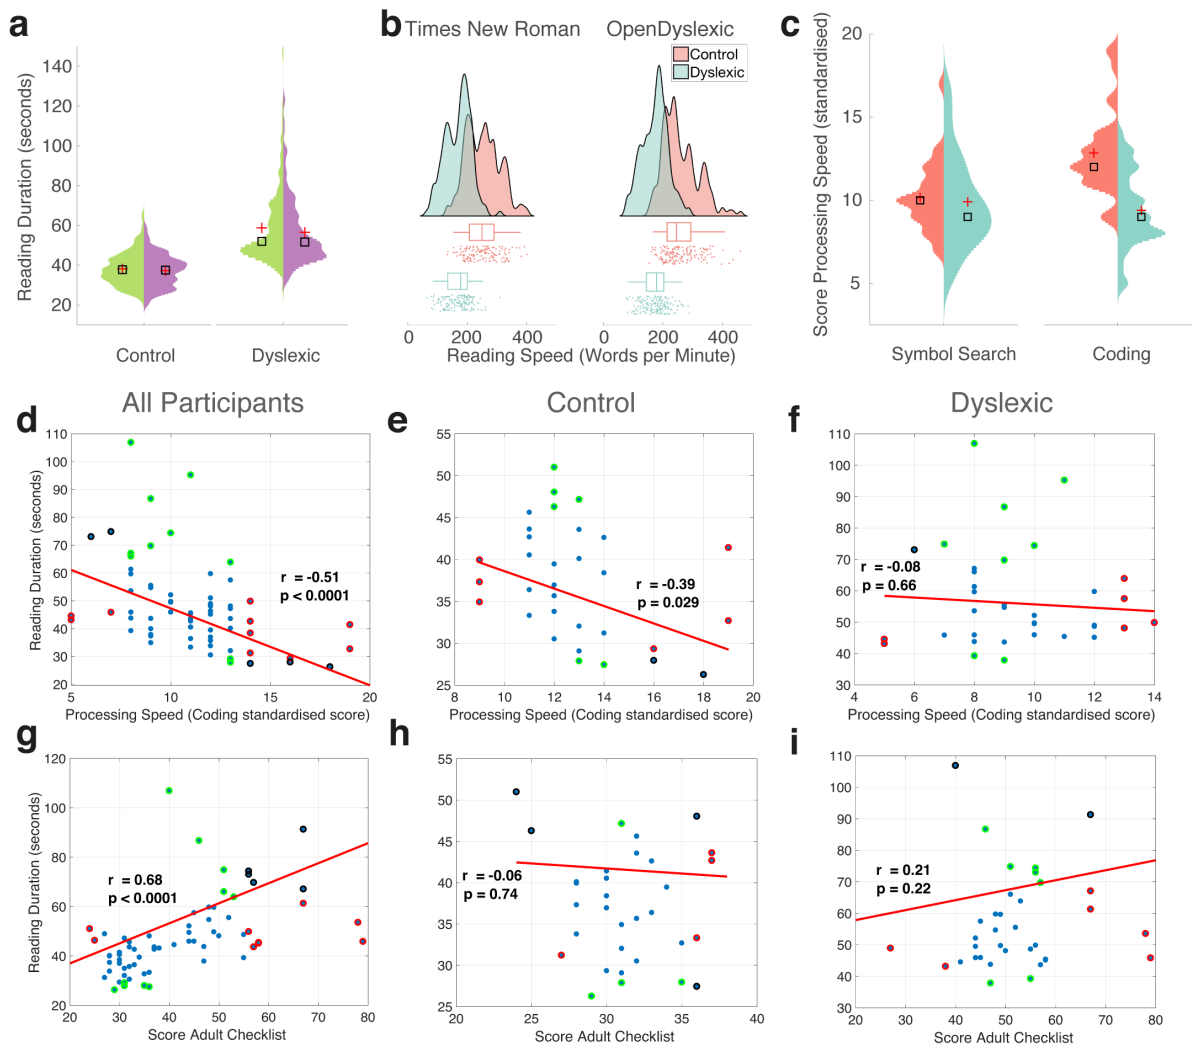 a
b
Times New Roman
OpenDyslexic
c
Control
Dyslexic
Reading Duration (seconds)
140
120
100
80
60
40
20
Control
Dyslexic
0
200
400
0
200
400
Reading Speed (Words per Minute)
Score Processing Speed (standardised)
20
15
10
5
Symbol Search
Coding
All Participants
Control
Dyslexic
d
Reading Duration (seconds)
110
100
90
80
70
60
50
40
30
20
r = -0.51
p < 0.0001
5
10
15
20
Processing Speed (Coding standardised score)
e
55
50
45
40
35
30
25
r = -0.39
p = 0.029
8
10
12
14
16
18
20
Processing Speed (Coding standardised score)
f
110
100
90
80
70
60
50
40
30
r = -0.08
p = 0.66
4
6
8
10
12
14
Processing Speed (Coding standardised score)
g
Reading Duration (seconds)
120
100
80
60
40
20
0
r = 0.68
p < 0.0001
20
30
40
50
60
70
80
Score Adult Checklist
h
55
50
45
40
35
30
25
r = -0.06
p = 0.74
20
25
30
35
40
Score Adult Checklist
i
110
100
90
80
70
60
50
40
30
r = 0.21
p = 0.22
20
30
40
50
60
70
80
Score Adult Checklist